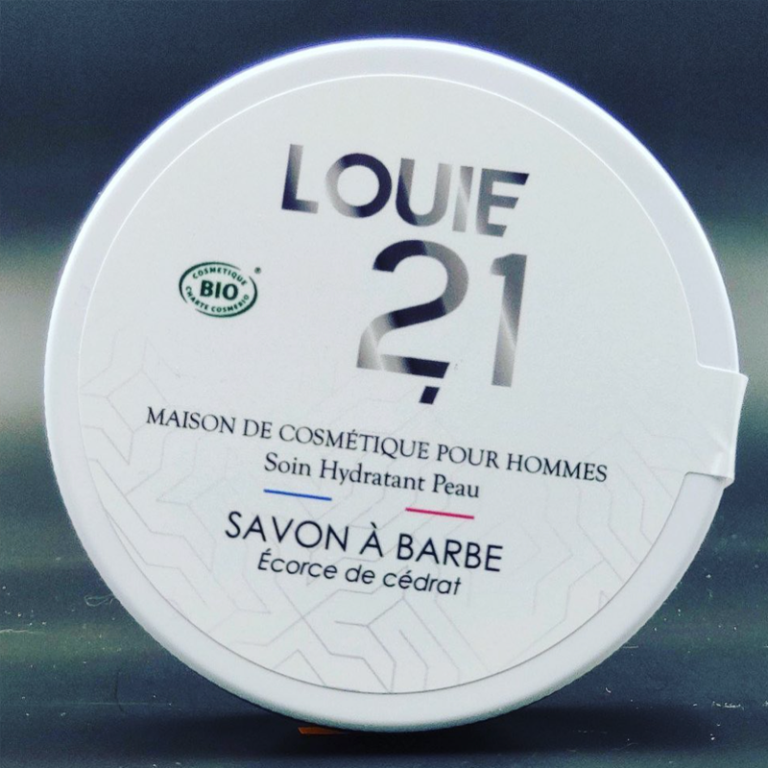 LOUIE
21
COSMETIQUE
BIO
CHARTE COSMEBIO
®
MAISON DE COSMÉTIQUE POUR HOMMES
Soin Hydratant Peau
SAVON À BARBE
Écorce de cédrat